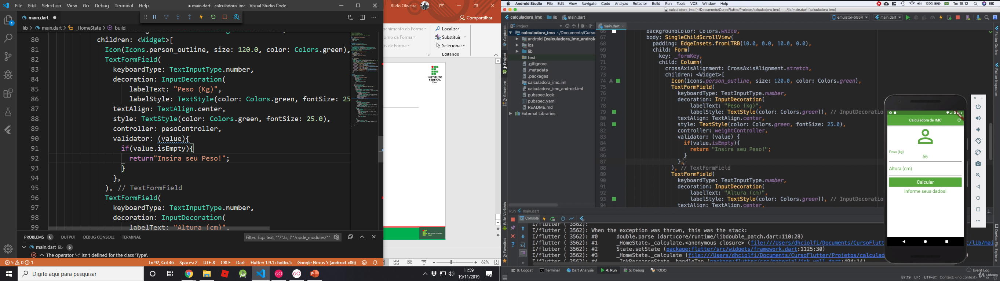 File Edit Selection View Go Debug Terminal Help
● main.dart - calculadora_imc - Visual Studio Code
main.dart ●
lib > main.dart > _HomeState > build
80 children: <Widget>[
81 Icon(Icons.person_outline, size: 120.0, color: Colors.green),
82 TextFormField(
83 keyboardType: TextInputType.number,
84 decoration: InputDecoration(
85 labelText: "Peso (Kg)",
86 labelStyle: TextStyle(color: Colors.green, fontSize: 25
87 textAlign: TextAlign.center,
88 style: TextStyle(color: Colors.green, fontSize: 25.0),
89 controller: pesoController,
90 validator: (value){
91 if(value.isEmpty){
92 return"Insira seu Peso!";
93 }
94 },
95 ), // TextFormField
96 TextFormField(
97 keyboardType: TextInputType.number,
98 decoration: InputDecoration(
99 labelText: "Altura (cm)",
PROBLEMS 6 OUTPUT DEBUG CONSOLE TERMINAL
Filter. E.g.: text, **/*.ts, !**/node_modules/**
main.dart lib 6
The operator '<' isn't defined for the class 'Type'.
5 0 1
Ln 92, Col 46 Spaces: 2 UTF-8 CRLF Dart Flutter: 1.9.1+hotfix.5 Google Nexus 5 (android-x86)
Digite aqui para pesquisar
11:59
19/11/2019
Rildo Oliveira
Compartilhar
nchimento da Forma
orno da Forma
os de Forma
Localizar
Substituir
Selecionar
Editando
INSTITUTO
FEDERAL
Piauí
INSTITUTO FEDERAL
Piauí
82%
Android Studio File Edit View Navigate Code Analyze Refactor Build Run Tools VCS Window Help
100% Ter 15:12
calculadora_imc [~/Documents/CursoFlutter/Projetos/calculadora_imc] - .../lib/main.dart [calculadora_imc]
calculadora_imc lib main.dart
emulator-5554
main.dart
Project
main.dart
Captures
1: Project
Z: Structure
Build Variants
2: Favorites
calculadora_imc ~/Documents/Curso
android [calculadora_imc_android
ios
lib
test
.gitignore
.metadata
.packages
calculadora_imc.iml
calculadora_imc_android.iml
pubspec.lock
pubspec.yaml
README.md
External Libraries
66 backgroundColor: Colors.white,
67 body: SingleChildScrollView(
68 padding: EdgeInsets.fromLTRB(10.0, 0.0, 10.0, 0.0),
69 child: Form(
70 key: _formKey,
71 child: Column(
72 crossAxisAlignment: CrossAxisAlignment.stretch,
73 children: <Widget>[
74 Icon(Icons.person_outline, size: 120.0, color: Colors.green),
75 TextFormField(
76 keyboardType: TextInputType.number,
77 decoration: InputDecoration(
78 labelText: "Peso (kg)",
79 labelStyle: TextStyle(color: Colors.green)), // InputDecoratio
80 textAlign: TextAlign.center,
81 style: TextStyle(color: Colors.green, fontSize: 25.0),
82 controller: weightController,
83 validator: (value) {
84 if(value.isEmpty){
85 return "Insira seu Peso!";
86 }
87 },
88 ), // TextFormField
89 TextFormField(
90 keyboardType: TextInputType.number,
91 decoration: InputDecoration(
92 labelText: "Altura (cm)",
93 labelStyle: TextStyle(color: Colors.green)), // InputDecoratio
94 textAlign: TextAlign.center,
Flutter Outline
Flutter Inspector
Device File Explorer
Calculadora de IMC
Peso (kg)
56
Altura (cm)
Calcular
Informe seus dados!
Run main.dart
Console
I/flutter ( 3562):
I/flutter ( 3562): When the exception was thrown, this was the stack:
I/flutter ( 3562): #0 double.parse (dart:core/runtime/libdouble_patch.dart:110:28)
I/flutter ( 3562): #1 _HomeState._calculate.<anonymous closure> (file:///Users/dhciolfi/Documents/CursoFlutt
t/lib/mai
I/flutter ( 3562): #2 State.setState (package:flutter/src/widgets/framework.dart:1125:30)
I/flutter ( 3562): #3 _HomeState._calculate (file:///Users/dhciolfi/Documents/CursoFlutter/Projetos/calculad
I/flutter ( 3562): #4 _InkResponseState._handleTap (package:flutter/src/material/ink_well.dart:494:14)
6: Logcat Terminal Dart Analysis 4: Run 5: Debug TODO
Event Log
87:19 LF UTF-8 Context: <no context>
Udemy